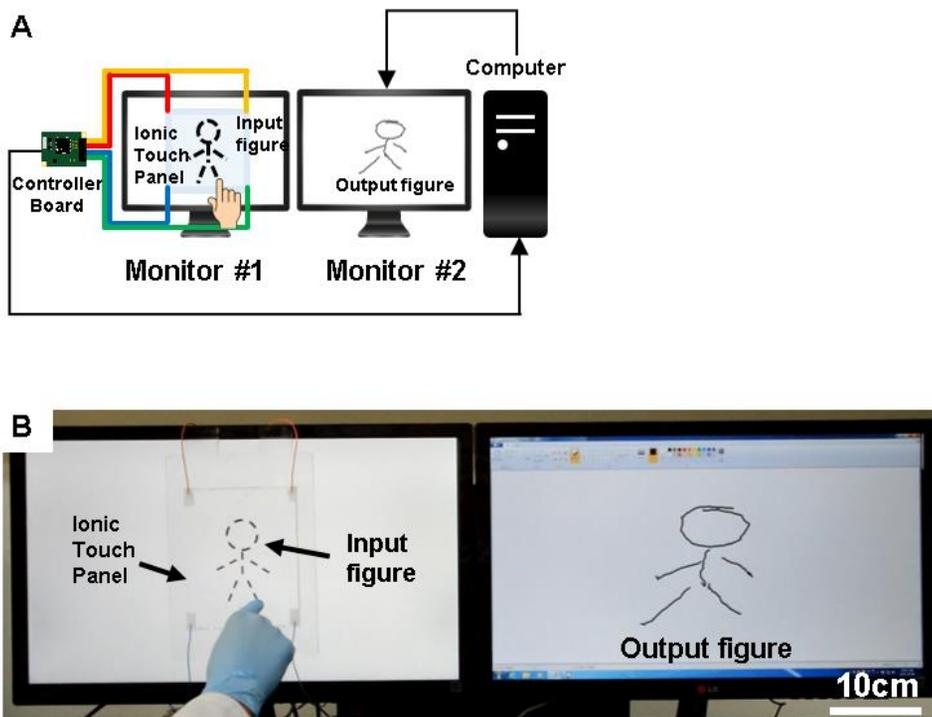 A
Computer
Ionic
Touch
Panel
Input
figure
Output figure
Controller
Board
Monitor #1
Monitor #2
B
Ionic
Touch
Panel
Input
figure
Output figure
LG
10cm